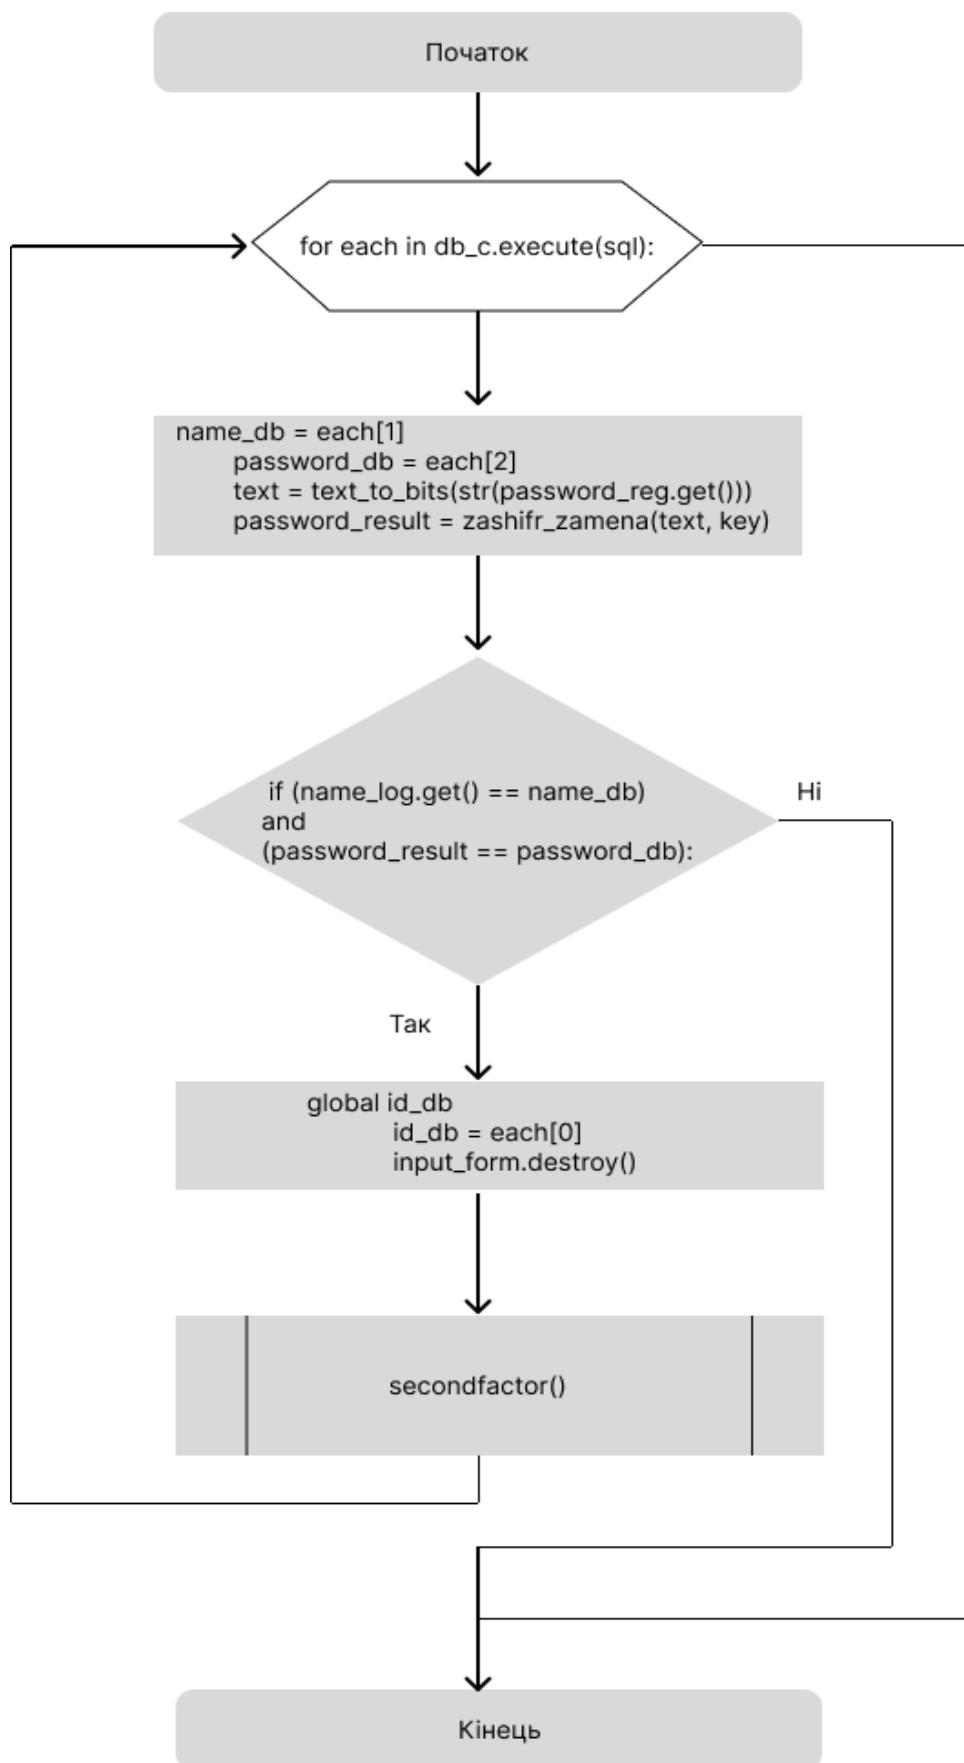 Початок
for each in db_c.execute(sql):
name_db = each[1]
password_db = each[2]
text = text_to_bits(str(password_reg.get()))
password_result = zashifr_zamena(text, key)
if (name_log.get() == name_db)
and
(password_result == password_db):
Ні
Так
global id_db
id_db = each[0]
input_form.destroy()
secondfactor()
Кінець